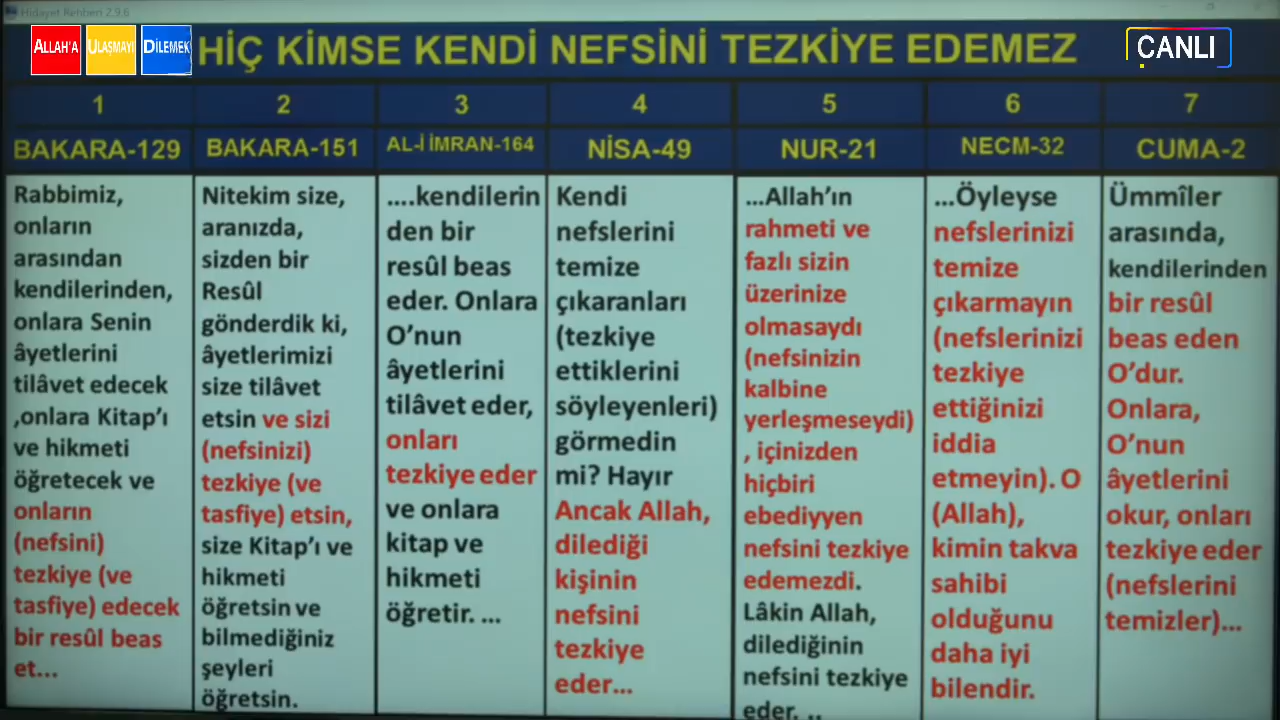 Hidayet Rehberi 2.9.6
ALLAH'A ULAŞMAYI DİLEMEK
HİÇ KİMSE KENDİ NEFSİNİ TEZKİYE EDEMEZ
CANLI
1
BAKARA-129
Rabbimiz,
onların
arasından
kendilerinden,
onlara Senin
âyetlerini
tilâvet edecek
,onlara Kitap’ı
ve hikmeti
öğretecek ve
onların
(nefsini)
tezkiye (ve
tasfiye) edecek
bir resûl beas
et...
2
BAKARA-151
Nitekim size,
aranızda,
sizden bir
Resûl
gönderdik ki,
âyetlerimizi
size tilâvet
etsin ve sizi
(nefsinizi)
tezkiye (ve
tasfiye) etsin,
size Kitap’ı ve
hikmeti
öğretsin ve
bilmediğiniz
şeyleri
öğretsin.
3
AL-İ İMRAN-164
....kendilerin
den bir
resûl beas
eder. Onlara
O’nun
âyetlerini
tilâvet eder,
onları
tezkiye eder
ve onlara
kitap ve
hikmeti
öğretir. ...
4
NİSA-49
Kendi
nefslerini
temize
çıkaranları
(tezkiye
ettiklerini
söyleyenleri)
görmedin
mi? Hayır
Ancak Allah,
dilediği
kişinin
nefsini
tezkiye
eder...
5
NUR-21
...Allah’ın
rahmeti ve
fazlı sizin
üzerinize
olmasaydı
(nefsinizin
kalbine
yerleşmeseydi)
, içinizden
hiçbiri
ebediyyen
nefsini tezkiye
edemezdi.
Lâkin Allah,
dilediğinin
nefsini tezkiye
eder. ..
6
NECM-32
...Öyleyse
nefslerinizi
temize
çıkarmayın
(nefslerinizi
tezkiye
ettiğinizi
iddia
etmeyin). O
(Allah),
kimin takva
sahibi
olduğunu
daha iyi
bilendir.
7
CUMA-2
Ümmîler
arasında,
kendilerinden
bir resûl
beas eden
O’dur.
Onlara,
O’nun
âyetlerini
okur, onları
tezkiye eder
(nefslerini
temizler)...